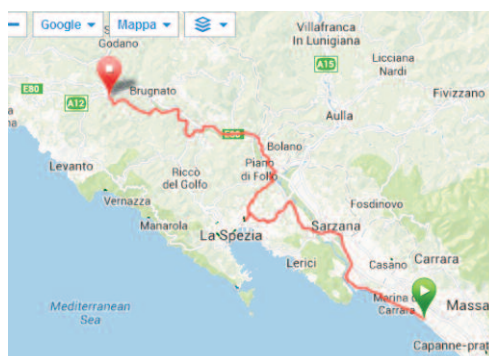 Google
Mappa
Villafranca
In Lunigiana
Godano
A15
Licciana
Nardi
E80
Brugnato
Fivizzano
A12
Aulla
Bolano
Levanto
Riccò
del Golfo
Piano
di Follo
Vernazza
Fosdinovo
Manarola
La Spezia
Sarzana
Lerici
Casano
Carrara
Mediterranean
Sea
Marina d
Carrara
Massa
Capanne-prat